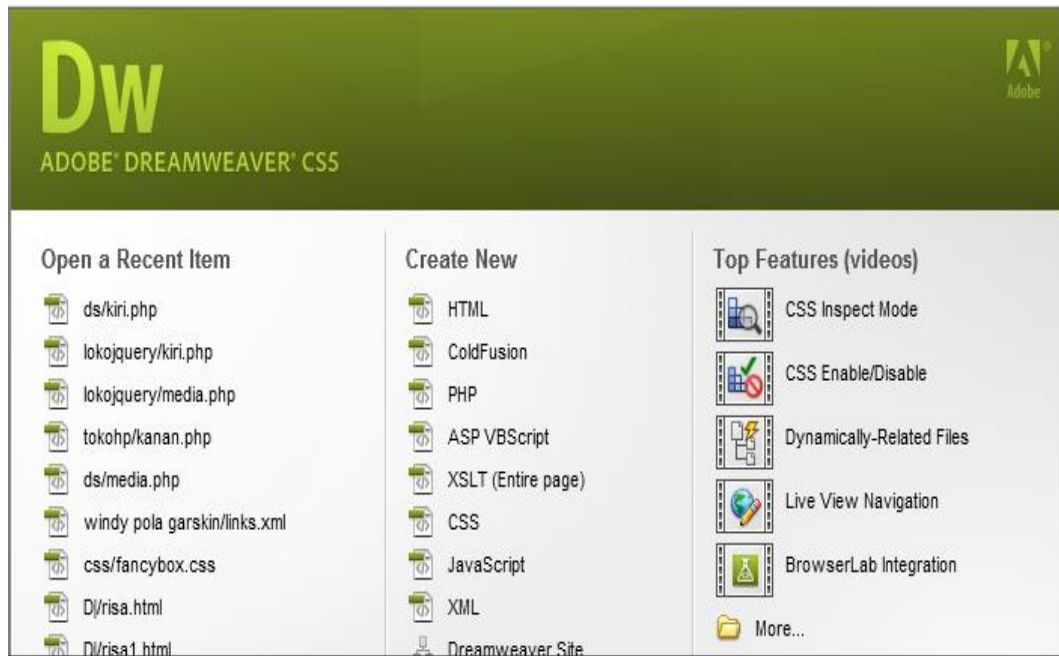 Dw
ADOBE® DREAMWEAVER® CS5
Adobe®
Open a Recent Item
ds/kiri.php
lokojquery/kiri.php
lokojquery/media.php
tokohp/kanan.php
ds/media.php
windy pola garskin/links.xml
css/fancybox.css
D|/risa.html
D|/risa1.html
Create New
HTML
ColdFusion
PHP
ASP VBScript
XSLT (Entire page)
CSS
JavaScript
XML
Dreamweaver Site
Top Features (videos)
CSS Inspect Mode
CSS Enable/Disable
Dynamically-Related Files
Live View Navigation
BrowserLab Integration
More...